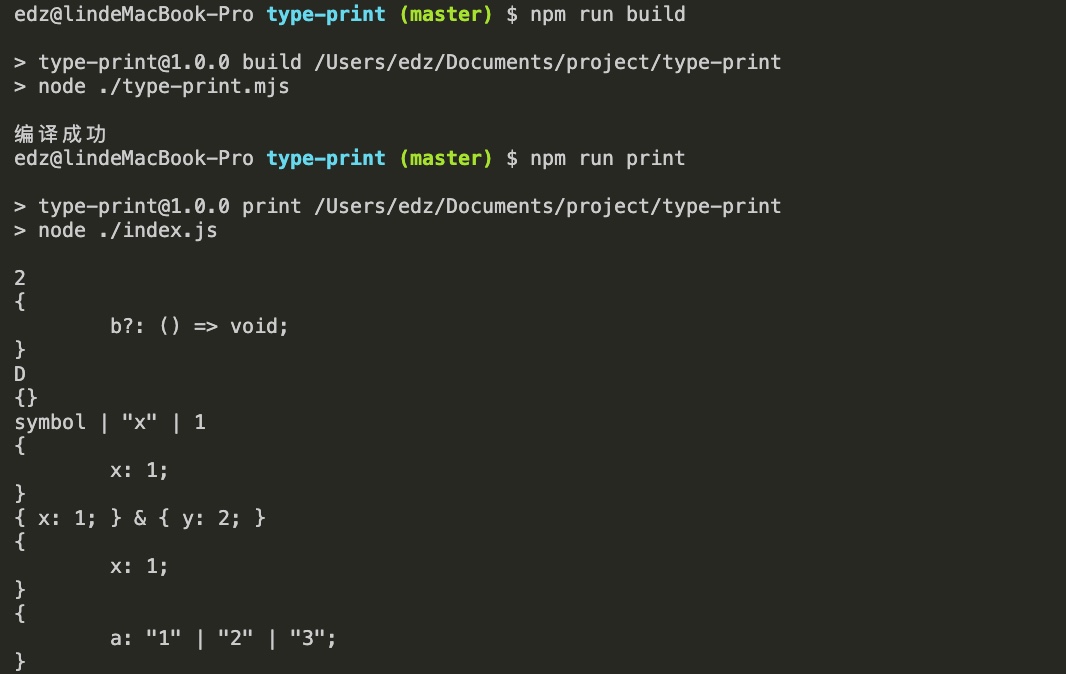 edz@lindeMacBook-Pro type-print (master) $ npm run build
> type-print@1.0.0 build /Users/edz/Documents/project/type-print
> node ./type-print.mjs
编译成功
edz@lindeMacBook-Pro type-print (master) $ npm run print
> type-print@1.0.0 print /Users/edz/Documents/project/type-print
> node ./index.js
2
{
        b?: () => void;
}
D
{}
symbol | "x" | 1
{
        x: 1;
}
{ x: 1; } & { y: 2; }
{
        x: 1;
}
{
        a: "1" | "2" | "3";
}